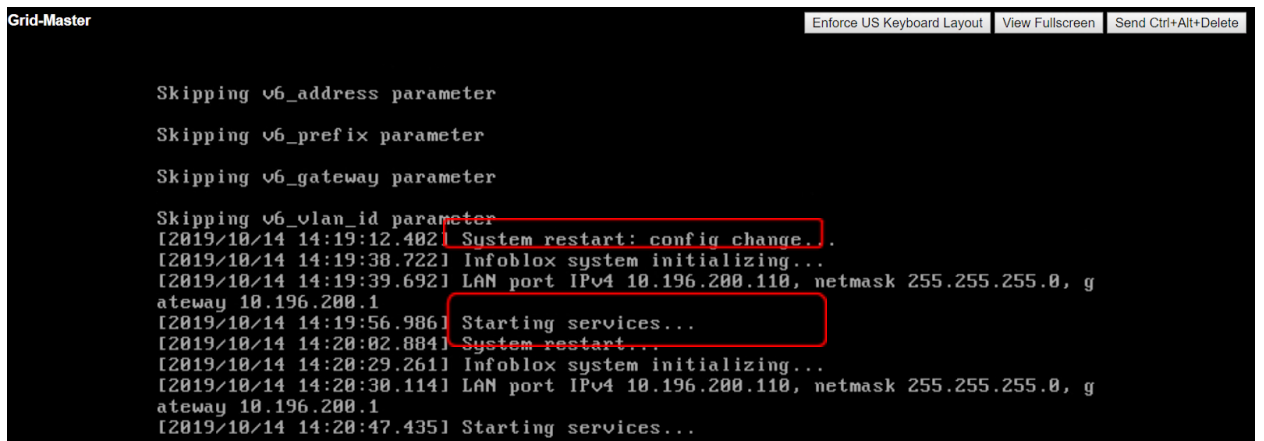 Grid-Master
Enforce US Keyboard Layout
View Fullscreen
Send Ctrl+Alt+Delete
Skipping v6_address parameter
Skipping v6_prefix parameter
Skipping v6_gateway parameter
Skipping v6_vlan_id parameter
[2019/10/14 14:19:12.402] System restart: config change...
[2019/10/14 14:19:38.722] Infoblox system initializing...
[2019/10/14 14:19:39.692] LAN port IPv4 10.196.200.110, netmask 255.255.255.0, g
ateway 10.196.200.1
[2019/10/14 14:19:56.986] Starting services...
[2019/10/14 14:20:02.884] System restart...
[2019/10/14 14:20:29.261] Infoblox system initializing...
[2019/10/14 14:20:30.114] LAN port IPv4 10.196.200.110, netmask 255.255.255.0, g
ateway 10.196.200.1
[2019/10/14 14:20:47.435] Starting services...